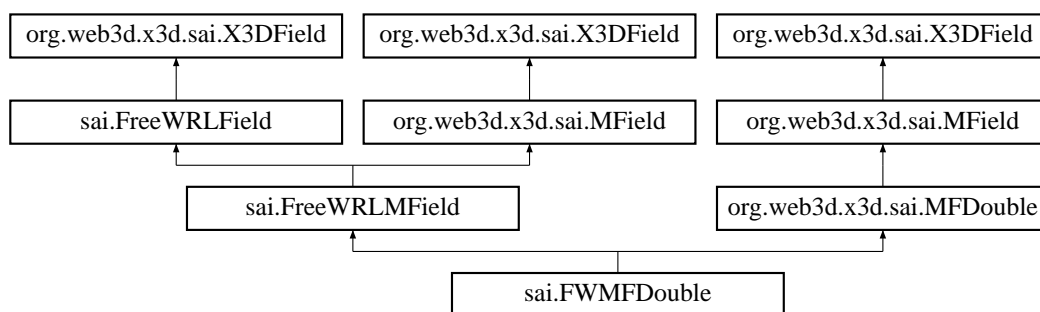 org.web3d.x3d.sai.X3DField org.web3d.x3d.sai.X3DField org.web3d.x3d.sai.X3DField
sai.FreeWRLField org.web3d.x3d.sai.MField org.web3d.x3d.sai.MField
sai.FreeWRLMField org.web3d.x3d.sai.MFDouble
sai.FWMFDouble